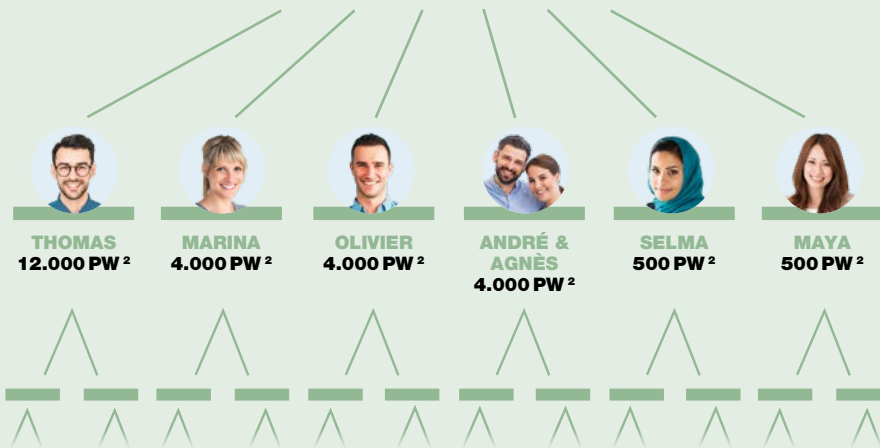 THOMAS
12.000 PW ²
MARINA
4.000 PW ²
OLIVIER
4.000 PW ²
ANDRÉ &
AGNÈS
4.000 PW ²
SELMA
500 PW ²
MAYA
500 PW ²